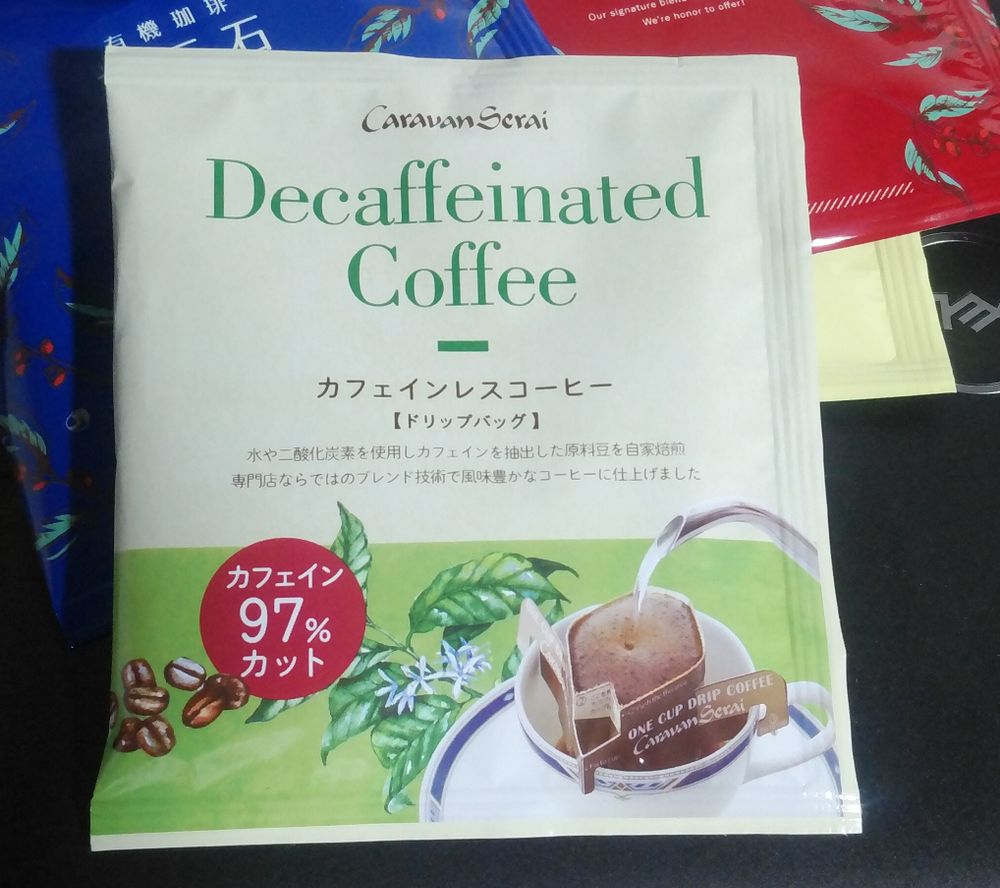 有機珈琲
石
Our signature blend
We're honor to offer!
CaravanSerai
Decaffeinated
Coffee
カフェインレスコーヒー
【ドリップバッグ】
水や二酸化炭素を使用しカフェインを抽出した原料豆を自家焙煎
専門店ならではのブレンド技術で風味豊かなコーヒーに仕上げました
カフェイン
97%
カット
ONE CUP DRIP COFFEE
CaravanSerai